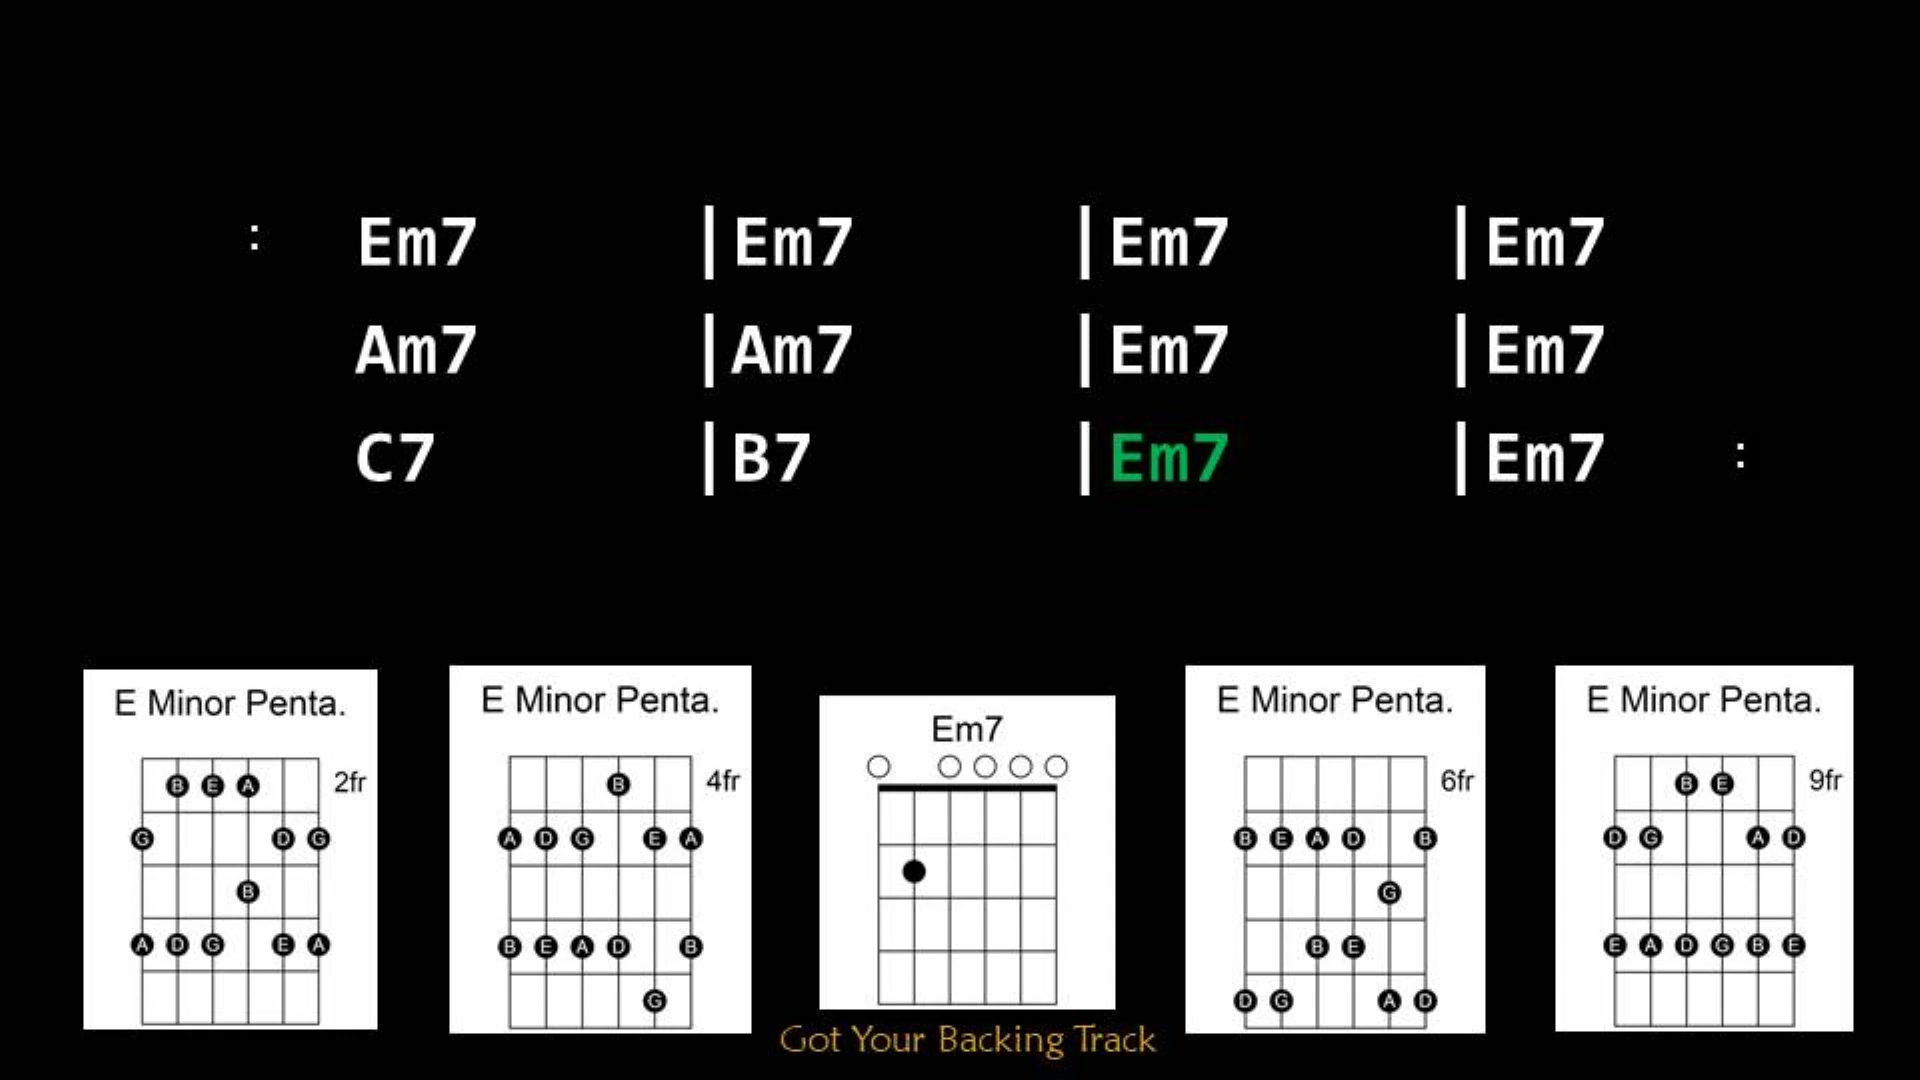 : Em7 | Em7 | Em7 | Em7
Am7 | Am7 | Em7 | Em7
C7 | B7 | Em7 | Em7 :
E Minor Penta.
B E A 2fr
G D G
B
A D G E A
E Minor Penta.
B 4fr
A D G E A
B E A D B
G
Em7
E Minor Penta.
6fr
B E A D B
G
B E
D G A D
E Minor Penta.
B E 9fr
D G A D
E A D G B E
Got Your Backing Track